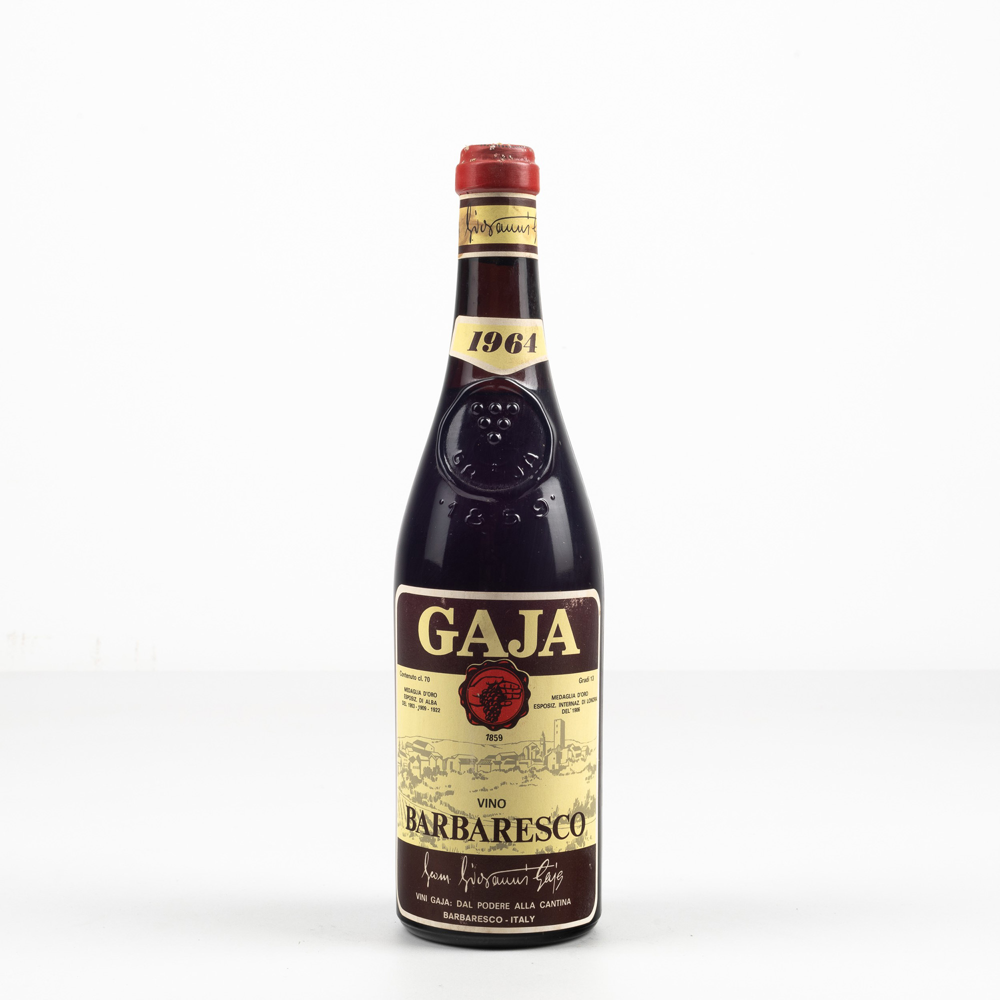 Giovanni G
1964
GAJA
·1859·
GAJA
Contenuto cl. 70
Gradi 13
MEDAGLIA D'ORO
ESPOSIZ. DI ALBA
DEL 1903 - 1909 - 1922
MEDAGLIA D'ORO
ESPOSIZ. INTERNAZ. DI LONDRA
DEL 1906
1859
VINO
BARBARESCO
Geom. Giovanni Gaja
VINI GAJA: DAL PODERE ALLA CANTINA
BARBARESCO - ITALY